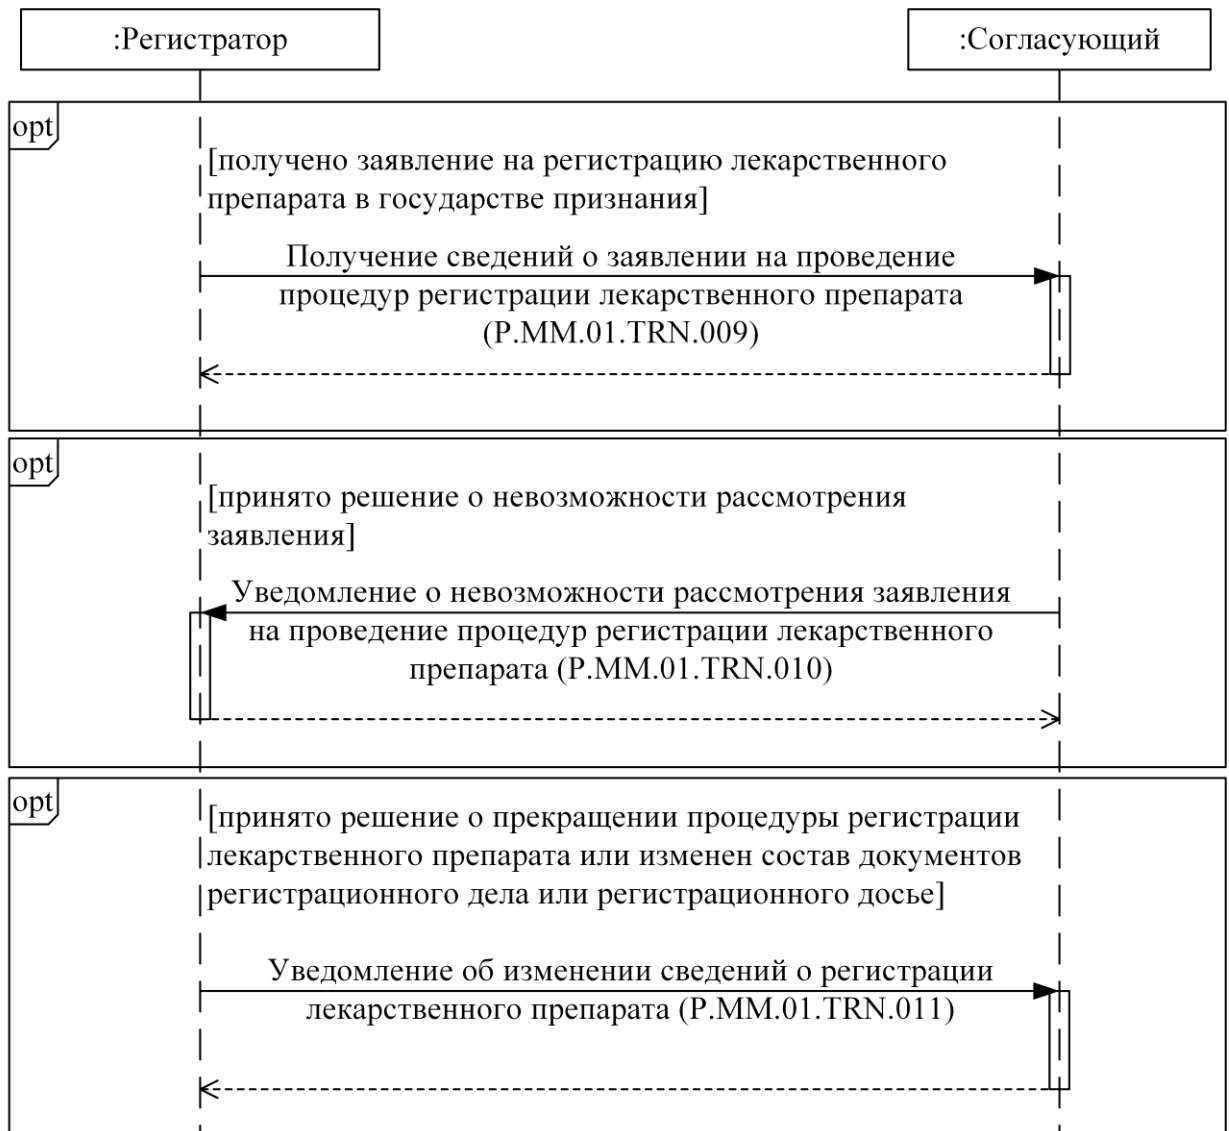 :Регистратор
:Согласующий
opt
[получено заявление на регистрацию лекарственного
препарата в государстве признания]
Получение сведений о заявлении на проведение
процедур регистрации лекарственного препарата
(P.MM.01.TRN.009)
opt
[принято решение о невозможности рассмотрения
заявления]
Уведомление о невозможности рассмотрения заявления
на проведение процедур регистрации лекарственного
препарата (P.MM.01.TRN.010)
opt
[принято решение о прекращении процедуры регистрации
лекарственного препарата или изменен состав документов
регистрационного дела или регистрационного досье]
Уведомление об изменении сведений о регистрации
лекарственного препарата (P.MM.01.TRN.011)